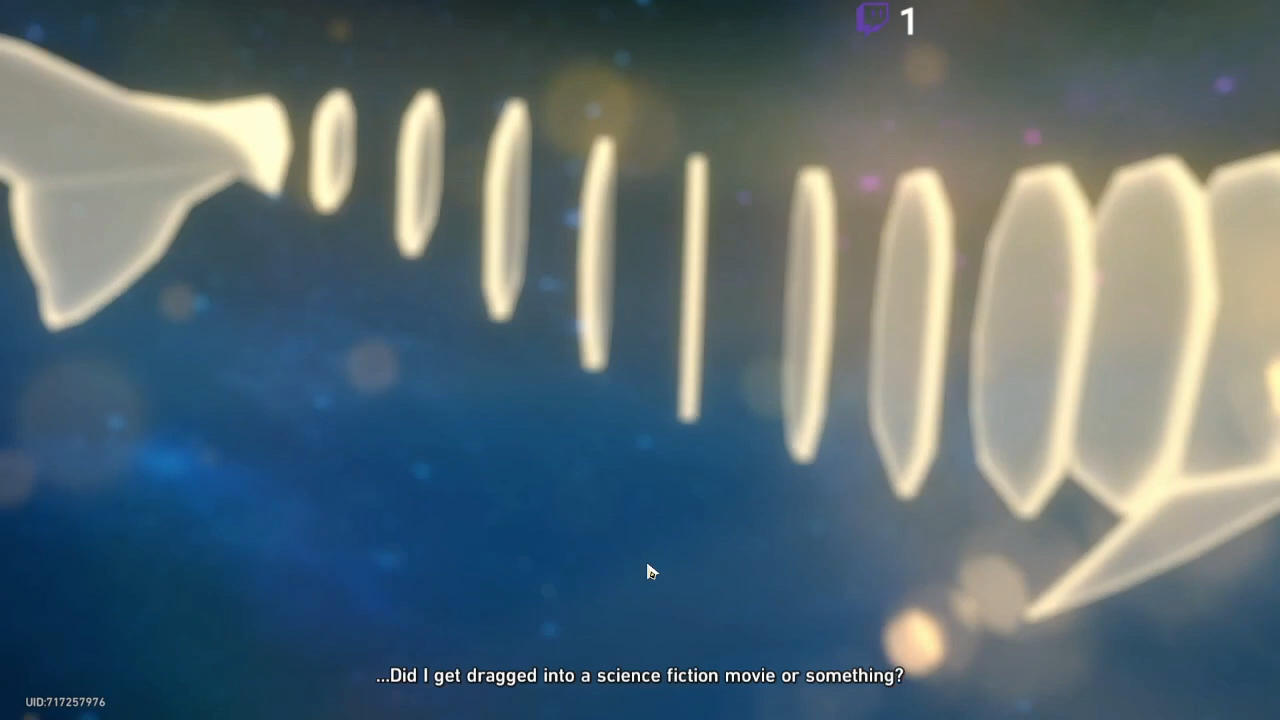 1
...Did I get dragged into a science fiction movie or something?
UID:717257976